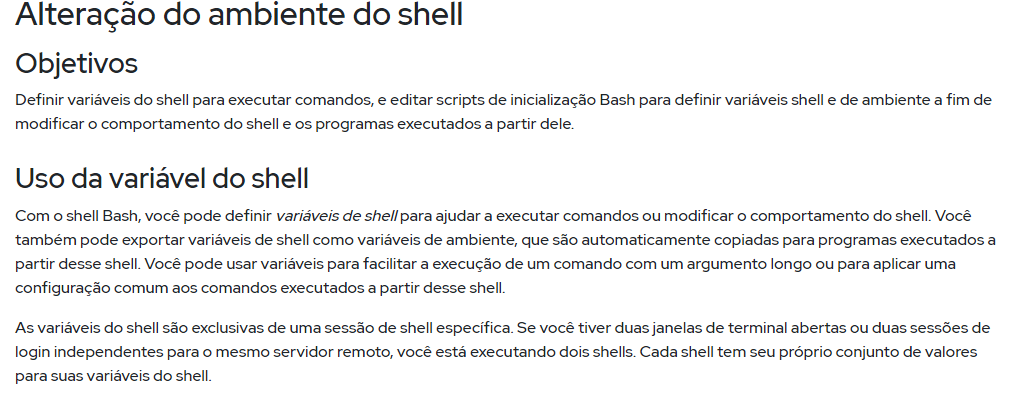 Alteração do ambiente do shell
Objetivos
Definir variáveis do shell para executar comandos, e editar scripts de inicialização Bash para definir variáveis shell e de ambiente a fim de
modificar o comportamento do shell e os programas executados a partir dele.
Uso da variável do shell
Com o shell Bash, você pode definir variáveis de shell para ajudar a executar comandos ou modificar o comportamento do shell. Você
também pode exportar variáveis de shell como variáveis de ambiente, que são automaticamente copiadas para programas executados a
partir desse shell. Você pode usar variáveis para facilitar a execução de um comando com um argumento longo ou para aplicar uma
configuração comum aos comandos executados a partir desse shell.
As variáveis do shell são exclusivas de uma sessão de shell específica. Se você tiver duas janelas de terminal abertas ou duas sessões de
login independentes para o mesmo servidor remoto, você está executando dois shells. Cada shell tem seu próprio conjunto de valores
para suas variáveis do shell.